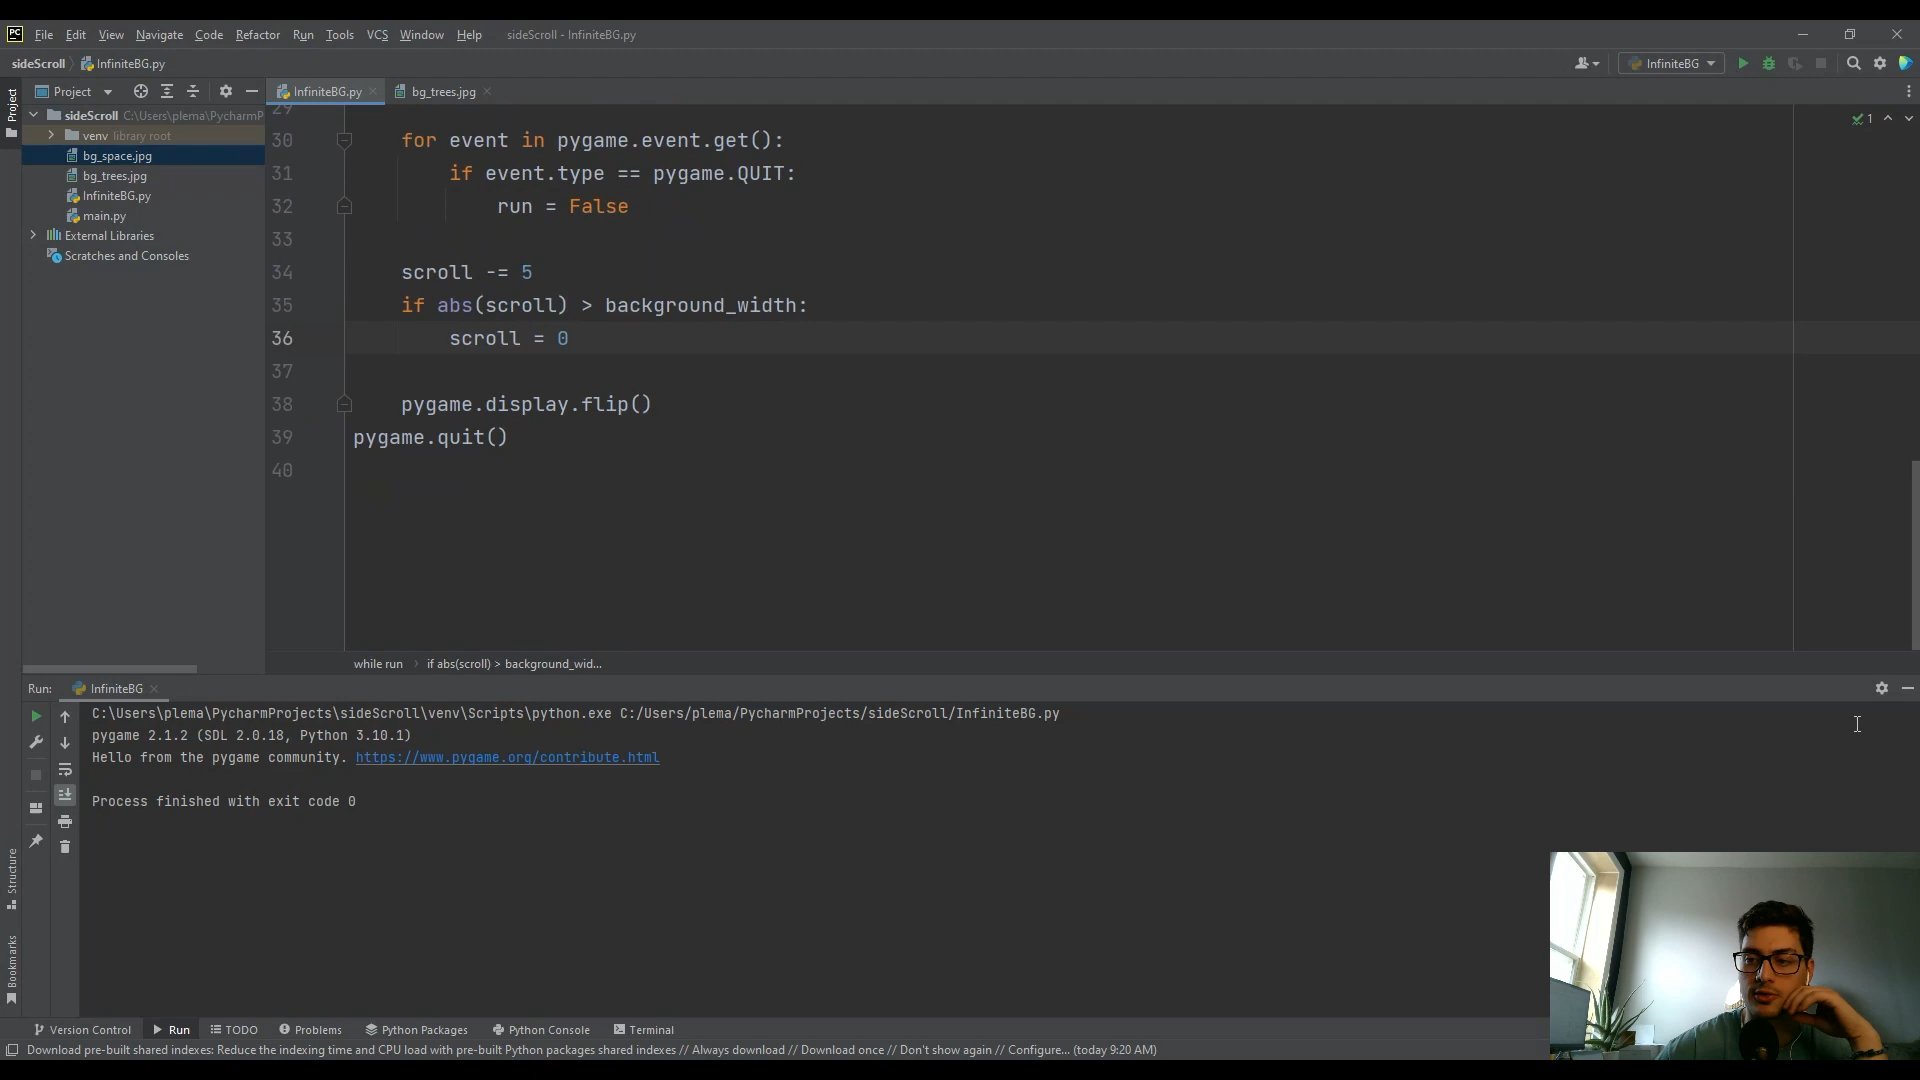 PC File Edit View Navigate Code Refactor Run Tools VCS Window Help sideScroll - InfiniteBG.py
sideScroll InfiniteBG.py InfiniteBG
Project
Project InfiniteBG.py bg_trees.jpg
sideScroll C:\Users\plema\PycharmP
venv library root
bg_space.jpg
bg_trees.jpg
InfiniteBG.py
main.py
External Libraries
Scratches and Consoles
29
30 for event in pygame.event.get():
31 if event.type == pygame.QUIT:
32 run = False
33
34 scroll -= 5
35 if abs(scroll) > background_width:
36 scroll = 0
37
38 pygame.display.flip()
39 pygame.quit()
40
1
while run if abs(scroll) > background_wid...
Run: InfiniteBG
C:\Users\plema\PycharmProjects\sideScroll\venv\Scripts\python.exe C:/Users/plema/PycharmProjects/sideScroll/InfiniteBG.py
pygame 2.1.2 (SDL 2.0.18, Python 3.10.1)
Hello from the pygame community. https://www.pygame.org/contribute.html
Process finished with exit code 0
Structure
Bookmarks
Version Control Run TODO Problems Python Packages Python Console Terminal
Download pre-built shared indexes: Reduce the indexing time and CPU load with pre-built Python packages shared indexes // Always download // Download once // Don't show again // Configure... (today 9:20 AM)